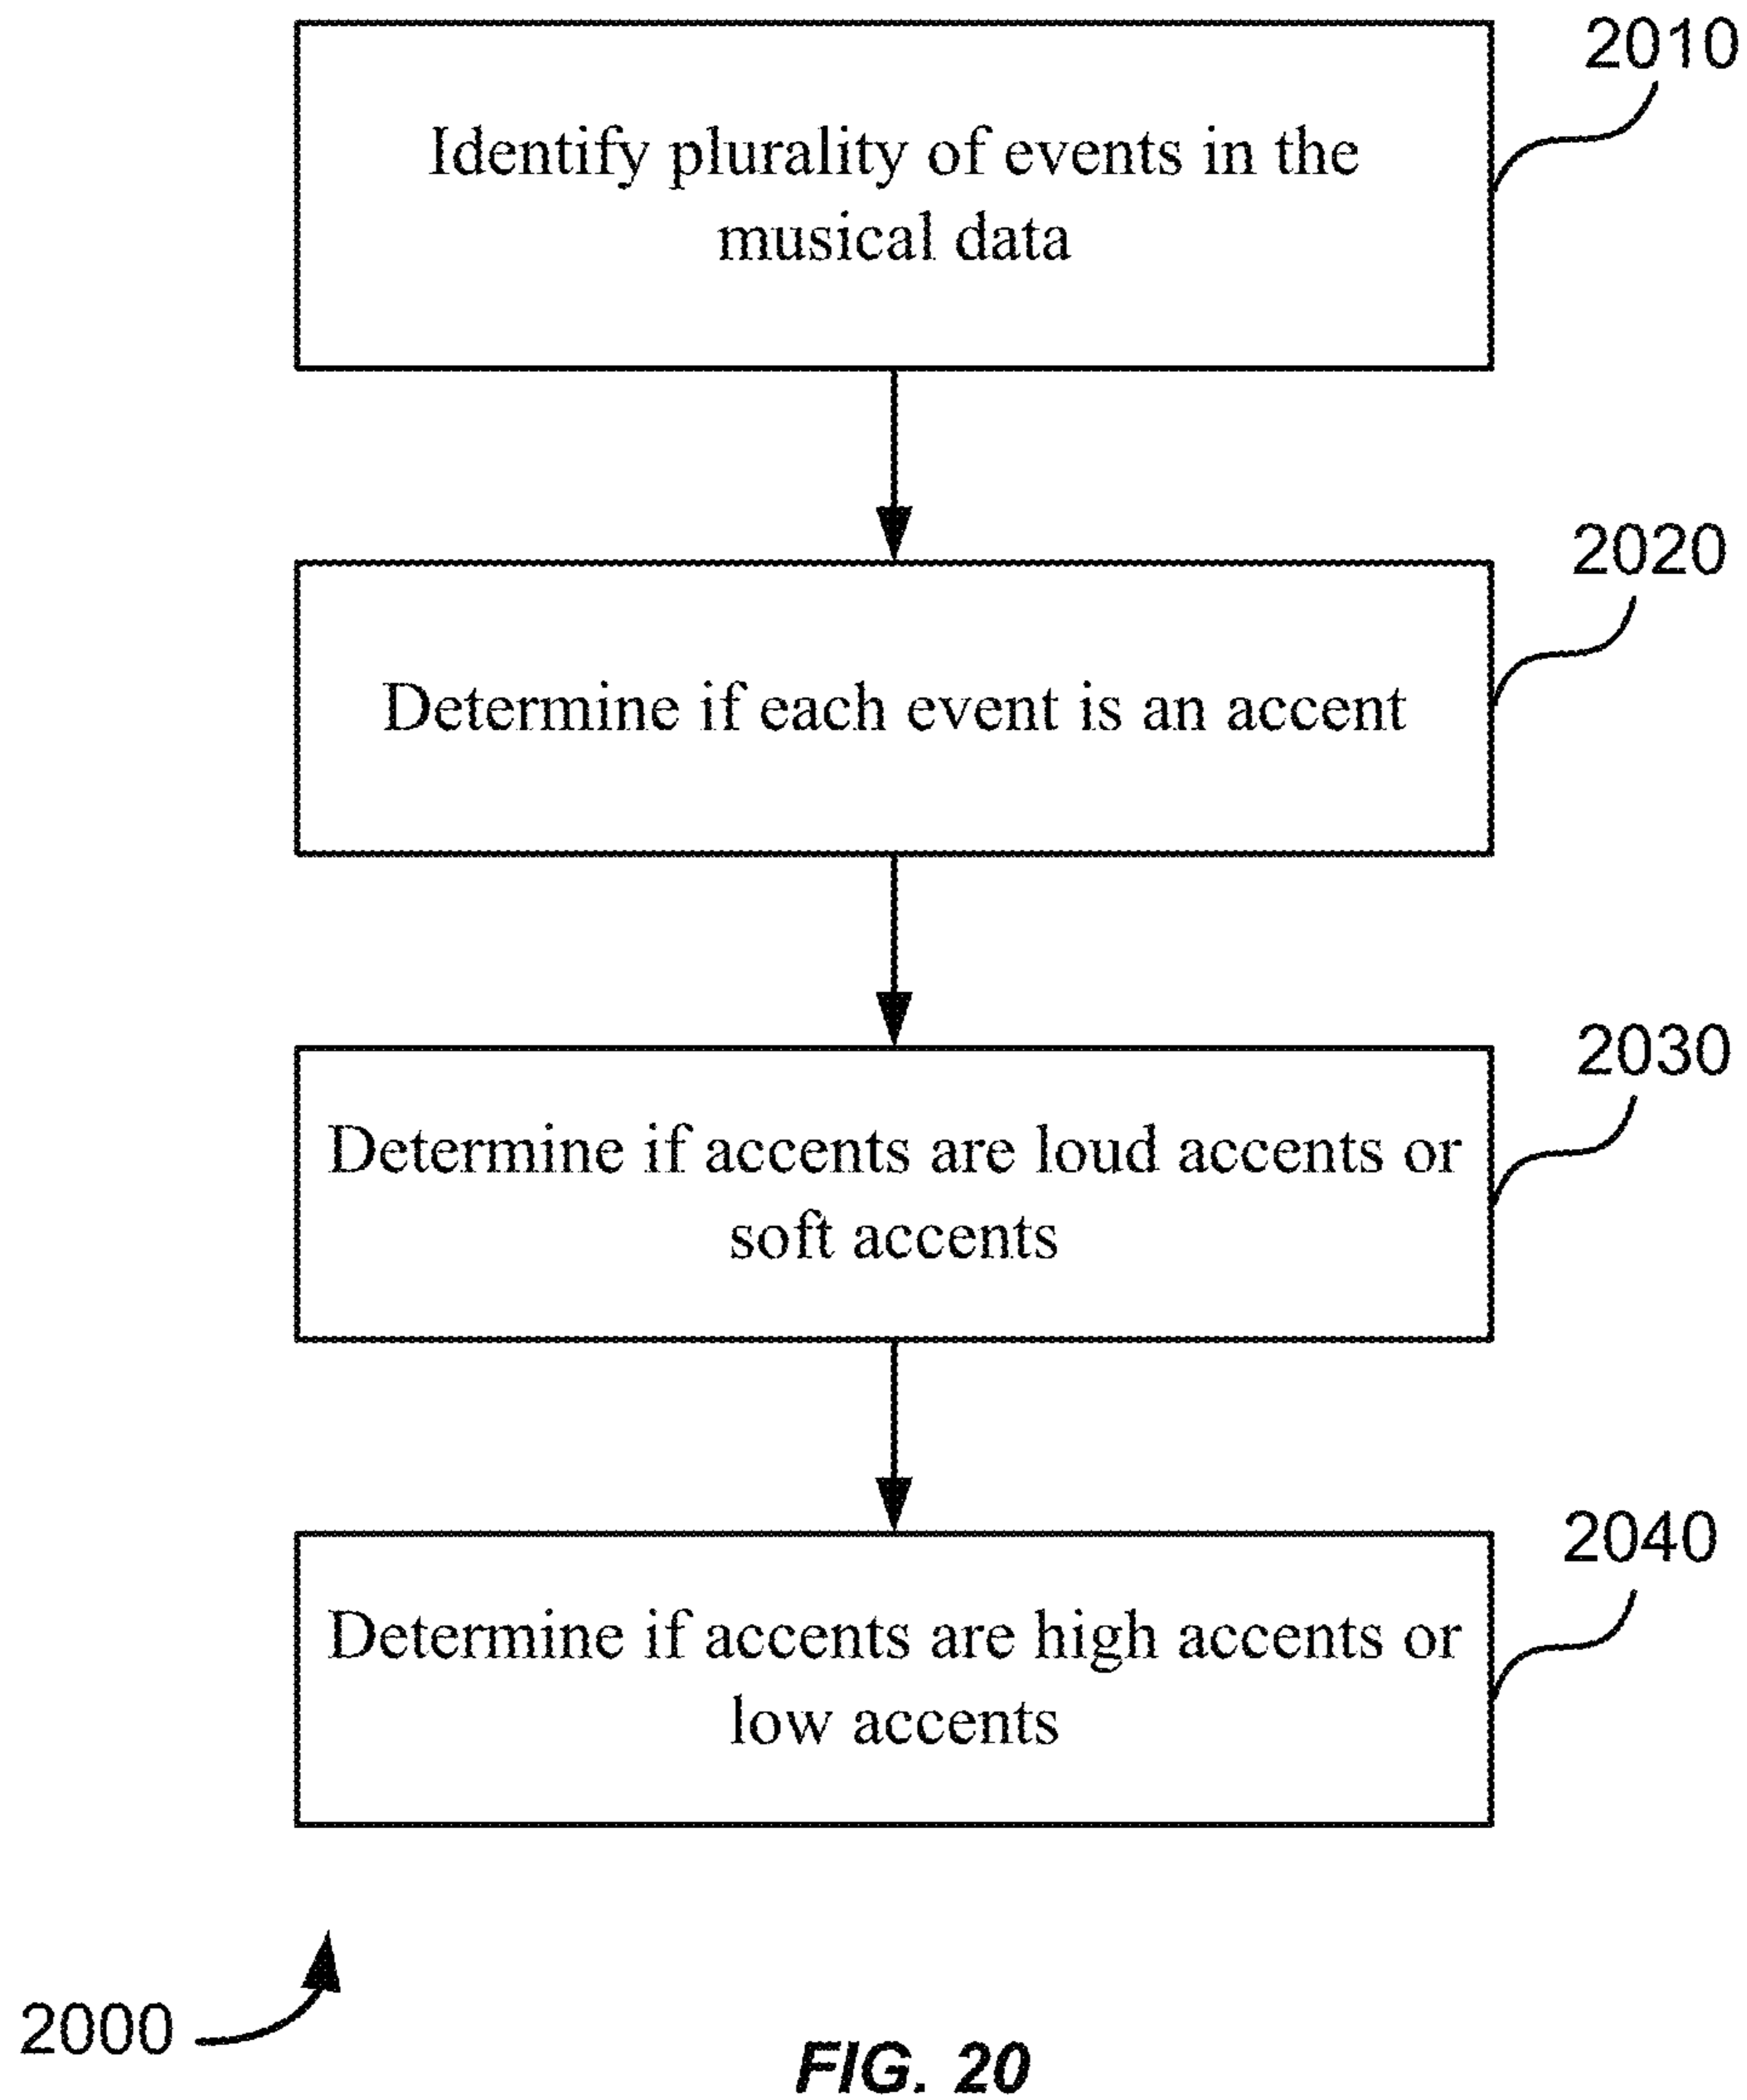 2010
Identify plurality of events in the
musical data
2020
Determine if each event is an accent
2030
Determine if accents are loud accents or
soft accents
2040
Determine if accents are high accents or
low accents
2000
FIG. 20